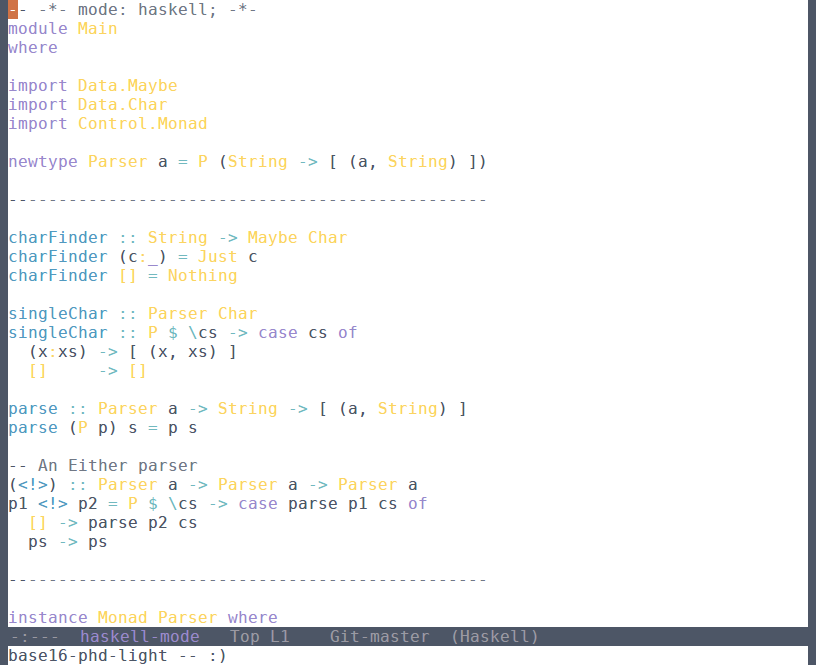 -- -*- mode: haskell; -*-
module Main
where

import Data.Maybe
import Data.Char
import Control.Monad

newtype Parser a = P (String -> [ (a, String) ])

------------------------------------------------

charFinder :: String -> Maybe Char
charFinder (c:_) = Just c
charFinder [] = Nothing

singleChar :: Parser Char
singleChar :: P $ \cs -> case cs of
  (x:xs) -> [ (x, xs) ]
  []     -> []

parse :: Parser a -> String -> [ (a, String) ]
parse (P p) s = p s

-- An Either parser
(<!>) :: Parser a -> Parser a -> Parser a
p1 <!> p2 = P $ \cs -> case parse p1 cs of
  [] -> parse p2 cs
  ps -> ps

------------------------------------------------

instance Monad Parser where
-:---  haskell-mode   Top L1    Git-master  (Haskell)
base16-phd-light -- :)